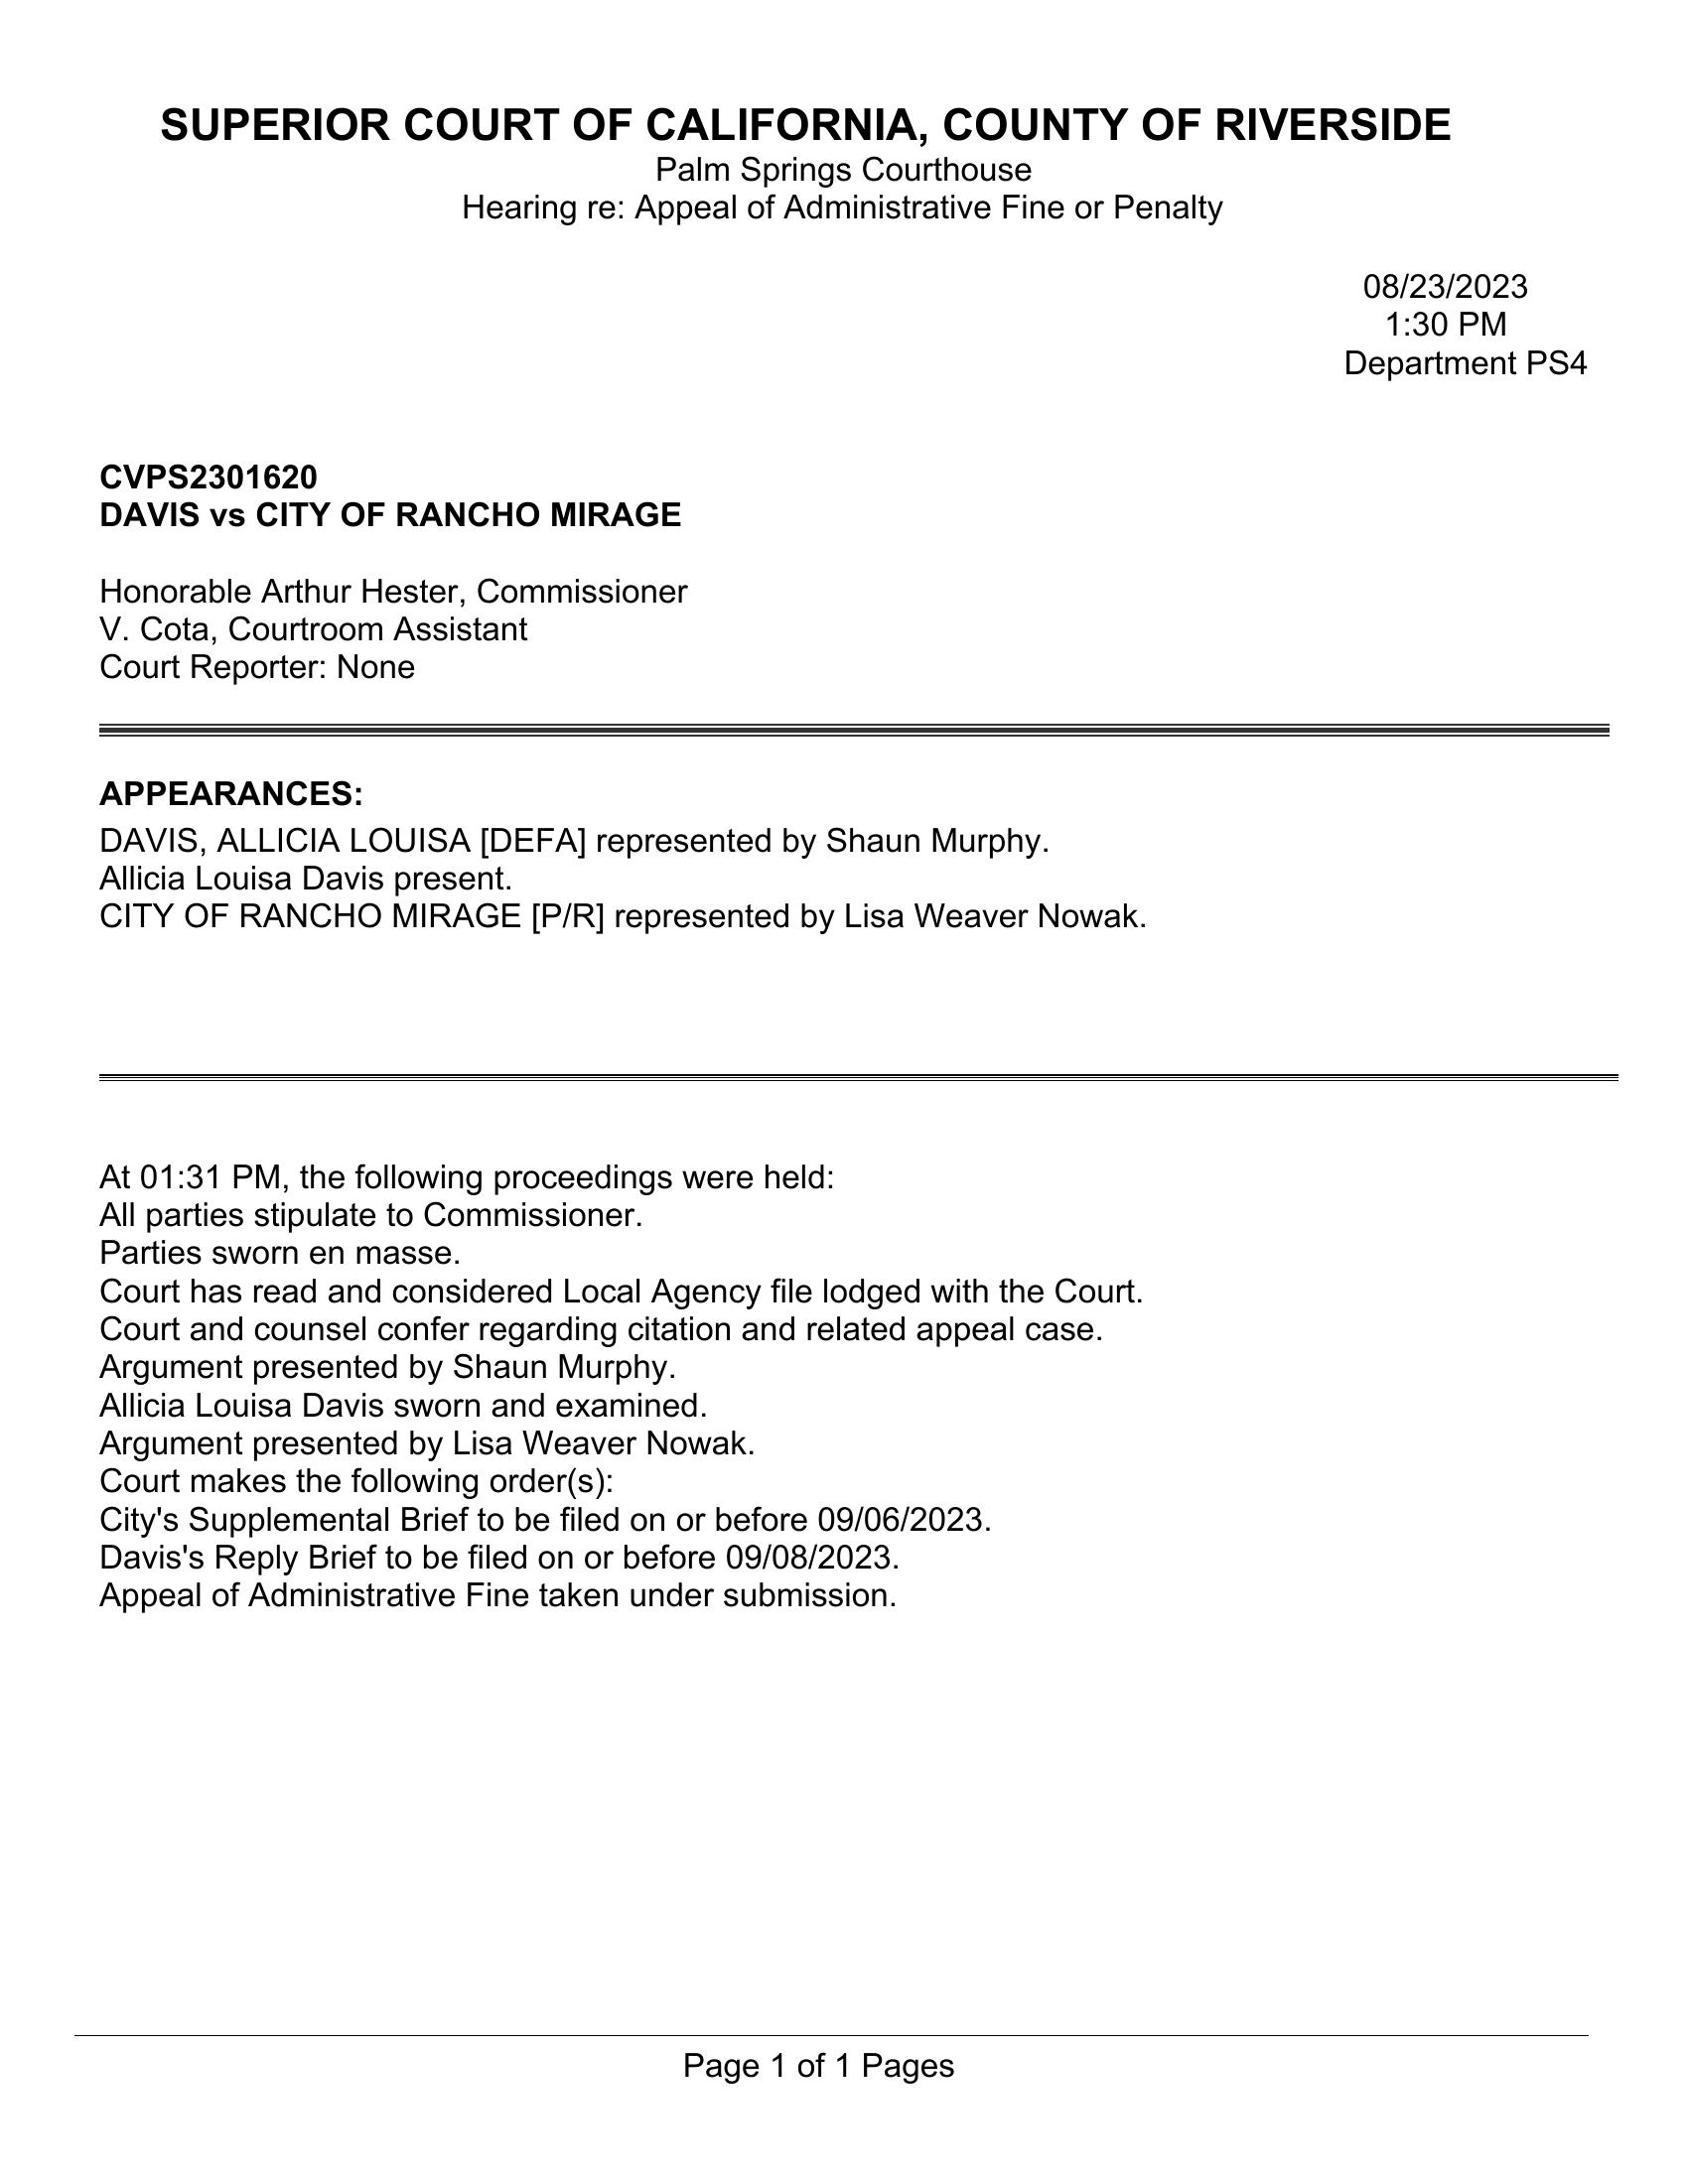 SUPERIOR COURT OF CALIFORNIA, COUNTY OF RIVERSIDE
Palm Springs Courthouse
Hearing re: Appeal of Administrative Fine or Penalty
08/23/2023
1:30 PM
Department PS4
CVPS2301620
DAVIS vs CITY OF RANCHO MIRAGE
Honorable Arthur Hester, Commissioner
V. Cota, Courtroom Assistant
Court Reporter: None
APPEARANCES:
DAVIS, ALLICIA LOUISA [DEFA] represented by Shaun Murphy.
Allicia Louisa Davis present.
CITY OF RANCHO MIRAGE [P/R] represented by Lisa Weaver Nowak.
At 01:31 PM, the following proceedings were held:
All parties stipulate to Commissioner.
Parties sworn en masse.
Court has read and considered Local Agency file lodged with the Court.
Court and counsel confer regarding citation and related appeal case.
Argument presented by Shaun Murphy.
Allicia Louisa Davis sworn and examined.
Argument presented by Lisa Weaver Nowak.
Court makes the following order(s):
City's Supplemental Brief to be filed on or before 09/06/2023.
Davis's Reply Brief to be filed on or before 09/08/2023.
Appeal of Administrative Fine taken under submission.
Page 1 of 1 Pages